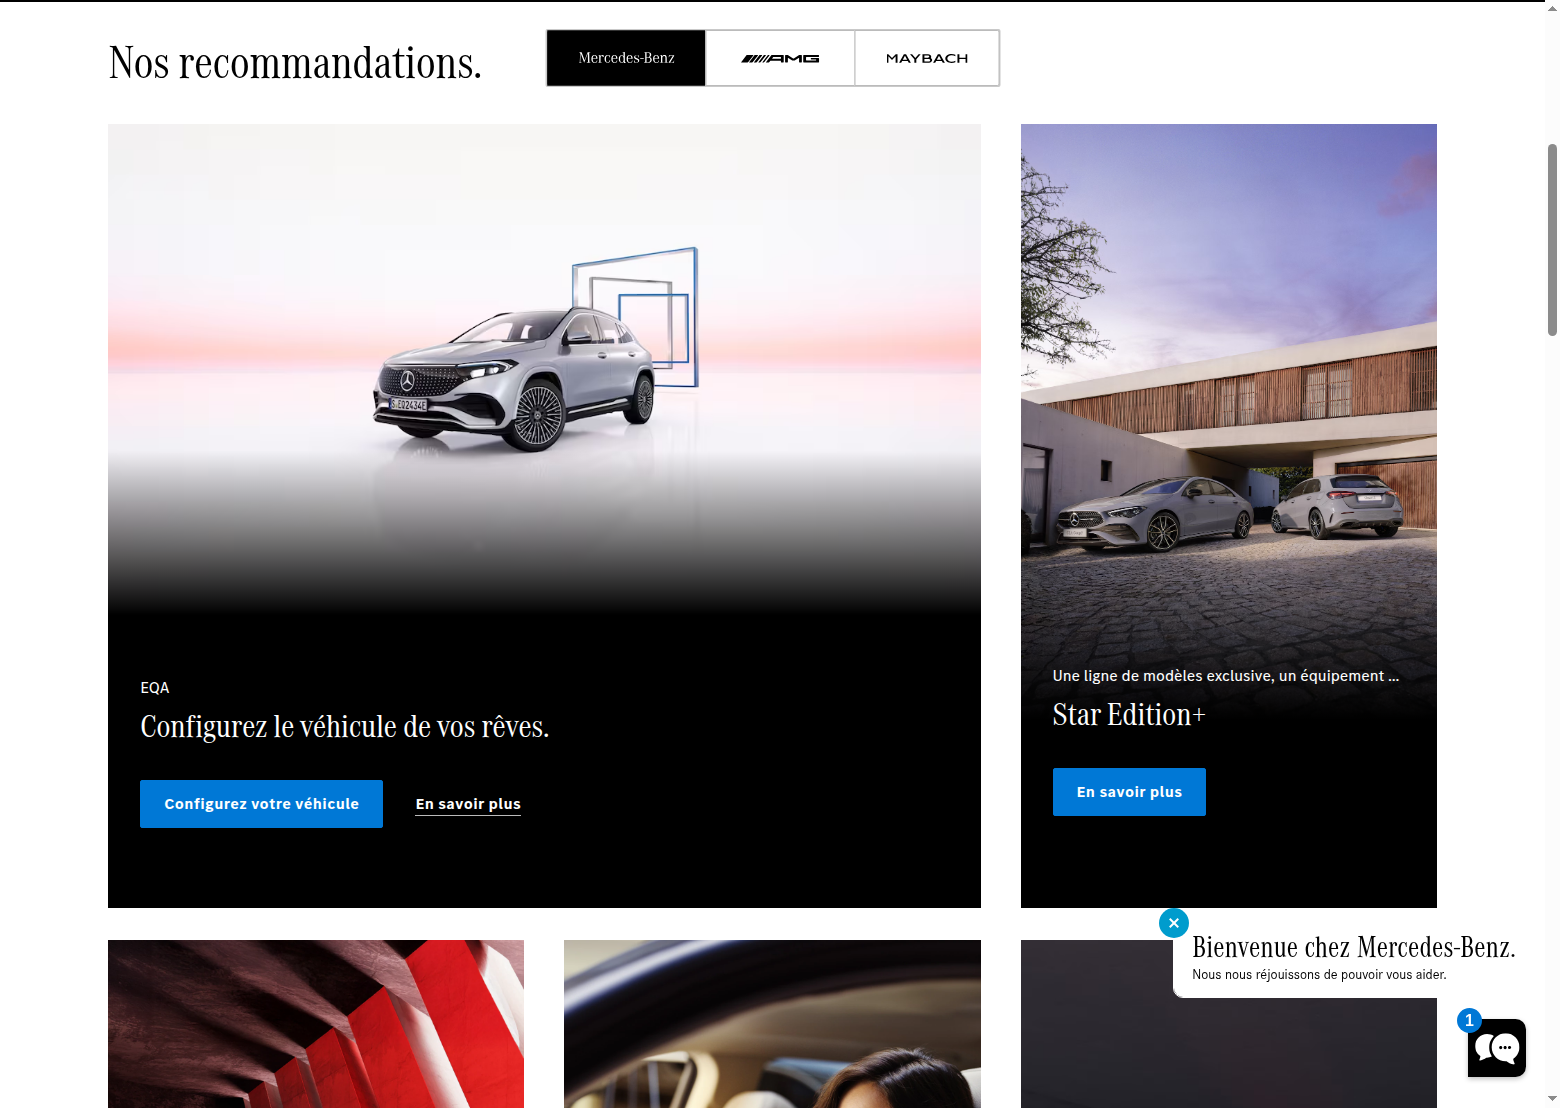 Nos recommandations.
Mercedes-Benz
AMG
MAYBACH
S·EQ2434E
EQA
Configurez le véhicule de vos rêves.
Configurez votre véhicule
En savoir plus
Une ligne de modèles exclusive, un équipement ...
Star Edition+
En savoir plus
Bienvenue chez Mercedes-Benz.
Nous nous réjouissons de pouvoir vous aider.
1